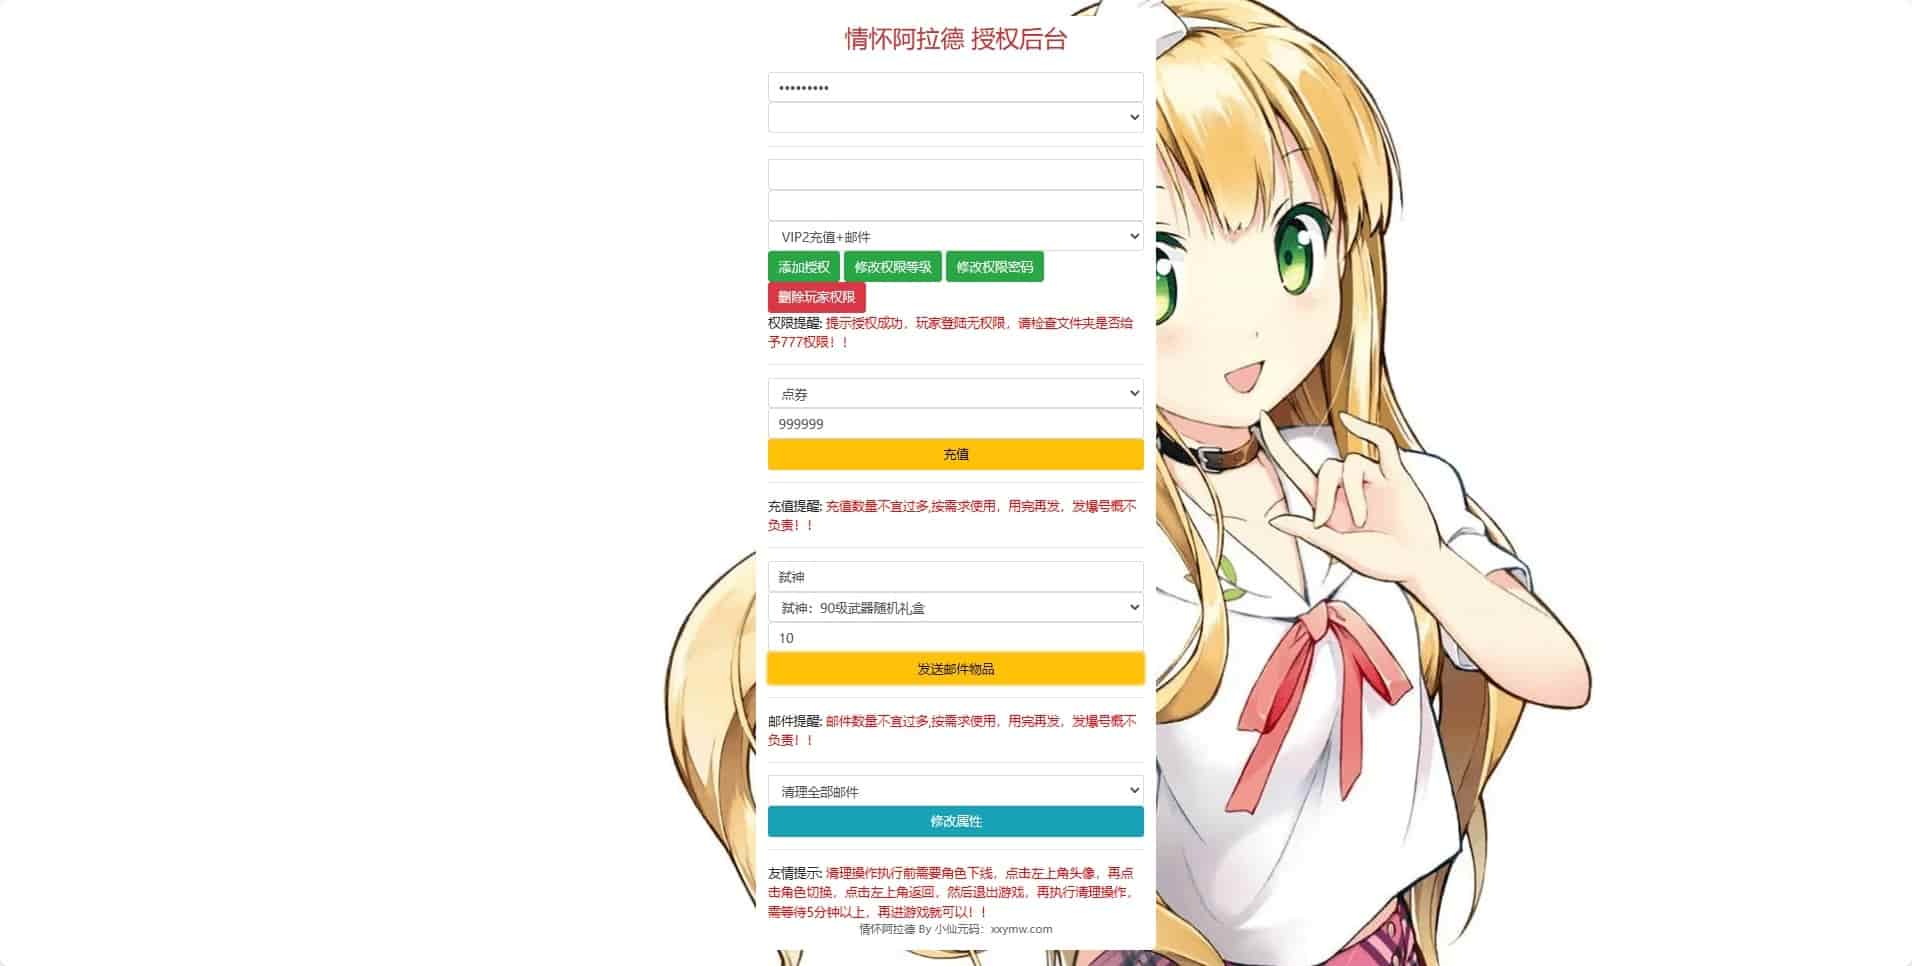 情怀阿拉德 授权后台
•••••••••
VIP2充值+邮件
添加授权 修改权限等级 修改权限密码
删除玩家权限
权限提醒: 提示授权成功，玩家登陆无权限，请检查文件夹是否给
予777权限！！
点券
999999
充值
充值提醒: 充值数量不宜过多,按需求使用，用完再发，发爆号概不
负责！！
弑神
弑神：90级武器随机礼盒
10
发送邮件物品
邮件提醒: 邮件数量不宜过多,按需求使用，用完再发，发爆号概不
负责！！
清理全部邮件
修改属性
友情提示: 清理操作执行前需要角色下线，点击左上角头像，再点
击角色切换，点击左上角返回，然后退出游戏，再执行清理操作，
需等待5分钟以上，再进游戏就可以！！
情怀阿拉德 By 小仙元码：xxymw.com